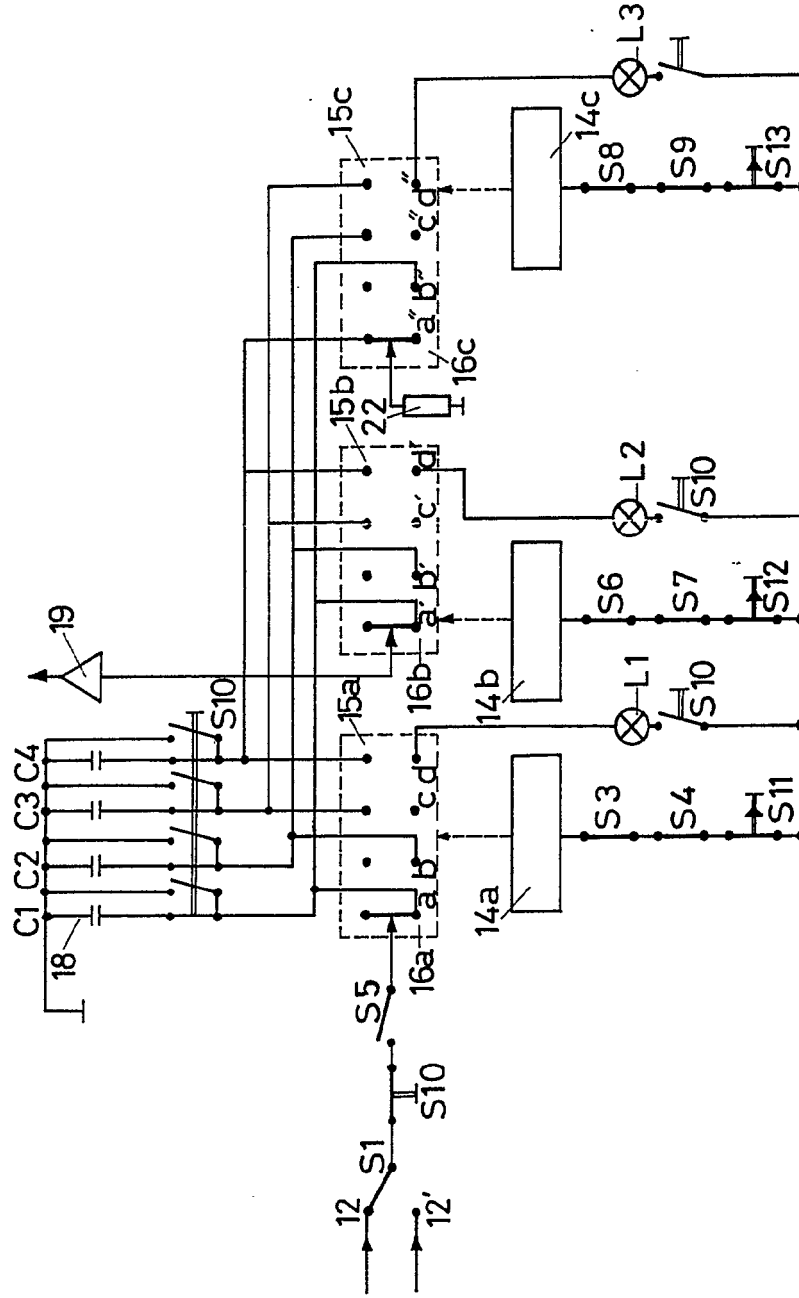 C1 C2 C3 C4
18
S10
19
12
12'
S1
S10
S5
16a
15a
a b c d
16b
15b
a' b' c' d'
22
16c
15c
a" b" c" d"
14a
14b
14c
S3
S4
S11
L1
S10
S6
S7
S12
L2
S10
S8
S9
S13
L3